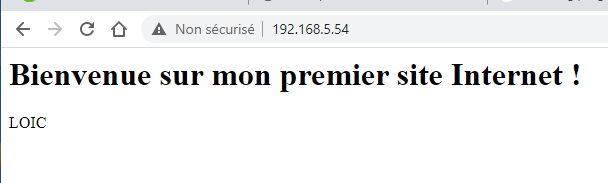 Non sécurisé 192.168.5.54
Bienvenue sur mon premier site Internet !
LOIC